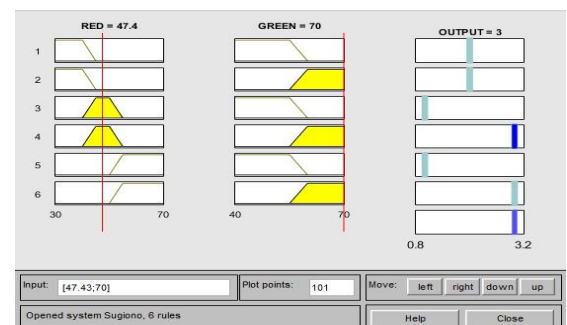 RED = 47.4
GREEN = 70
OUTPUT = 3
1
2
3
4
5
6
30 70
40 70
0.8 3.2
Input: [47.43;70]
Plot points: 101
Move: left right down up
Opened system Sugiono, 6 rules
Help Close